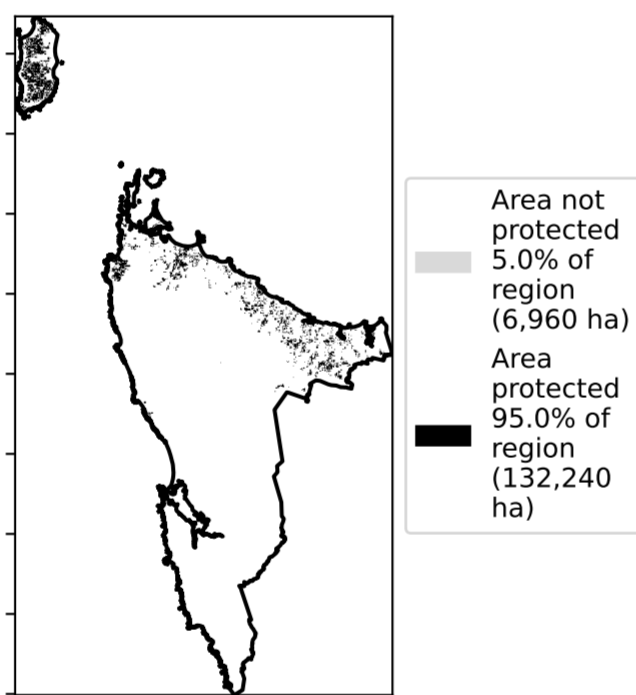 Area not
protected
5.0% of
region
(6,960 ha)
Area
protected
95.0% of
region
(132,240
ha)